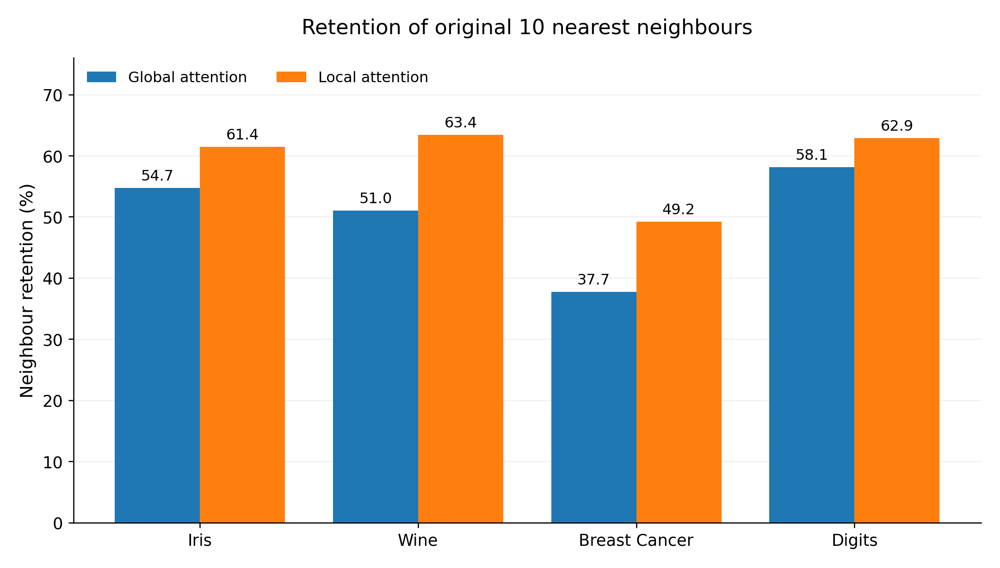 Retention of original 10 nearest neighbours
Global attention
Local attention
Neighbour retention (%)
70
60
50
40
30
20
10
0
54.7
61.4
51.0
63.4
37.7
49.2
58.1
62.9
Iris
Wine
Breast Cancer
Digits